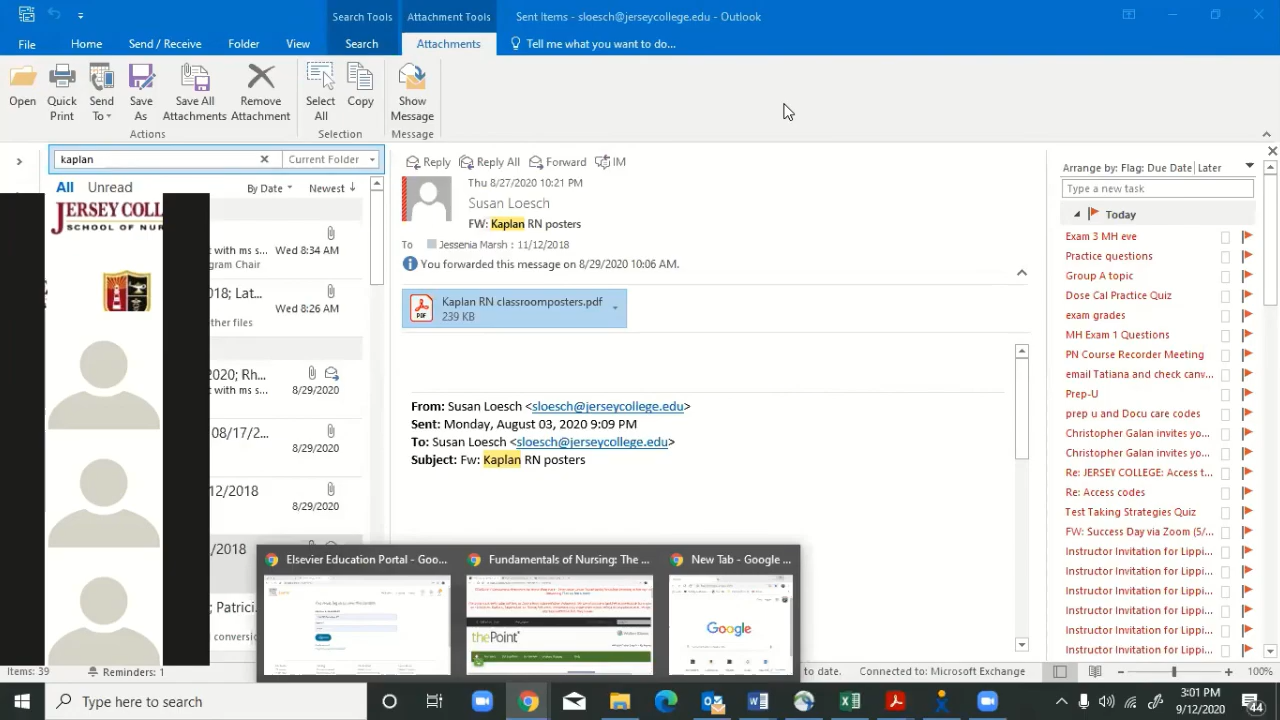 Search Tools
Attachment Tools
Sent Items - sloesch@jerseycollege.edu - Outlook
File
Home
Send / Receive
Folder
View
Search
Attachments
Tell me what you want to do...
Open
Quick Print
Send To
Save As
Save All Attachments
Remove Attachment
Select All
Copy
Show Message
Actions
Selection
Message
kaplan
Current Folder
All
Unread
By Date
Newest
JERSEY COLL
SCHOOL OF NUR
t with ms s...
Wed 8:34 AM
gram Chair
018; Lat...
Wed 8:26 AM
other files
2020; Rh...
t with ms s...
8/29/2020
08/17/2...
8/29/2020
12/2018
8/29/2020
/2018
; Patrici
conversio
Reply
Reply All
Forward
IM
Thu 8/27/2020 10:21 PM
Susan Loesch
FW: Kaplan RN posters
To Jessenia Marsh : 11/12/2018
You forwarded this message on 8/29/2020 10:06 AM.
Kaplan RN classroomposters.pdf
239 KB
PDF
From: Susan Loesch <sloesch@jerseycollege.edu>
Sent: Monday, August 03, 2020 9:09 PM
To: Susan Loesch <sloesch@jerseycollege.edu>
Subject: Fw: Kaplan RN posters
Arrange by: Flag: Due Date
Later
Type a new task
Today
Exam 3 MH eve
Practice questions
Group A topic
Dose Cal Practice Quiz
exam grades
MH Exam 1 Questions
PN Course Recorder Meeting
email Tatiana and check canv...
Prep-U
prep u and Docu care codes
Christopher Galan invites yo...
Christopher Galan invites yo...
Re: JERSEY COLLEGE: Access t...
Re: Access codes
Test Taking Strategies Quiz
FW: Success Day via Zoom (5/...
Instructor Invitation for Lipp...
Instructor Invitation for Lipp...
Instructor Invitation for Lipp...
Instructor Invitation for Lipp...
Instructor Invitation for Lipp...
Instructor Invitation for Lipp...
Elsevier Education Portal - Goo...
Fundamentals of Nursing: The ...
New Tab - Google ...
thePoint
Google
Items: 39
Reminders: 1
to date.
Connected to: Microsoft Exchange
100%
Type here to search
3:01 PM
9/12/2020
44